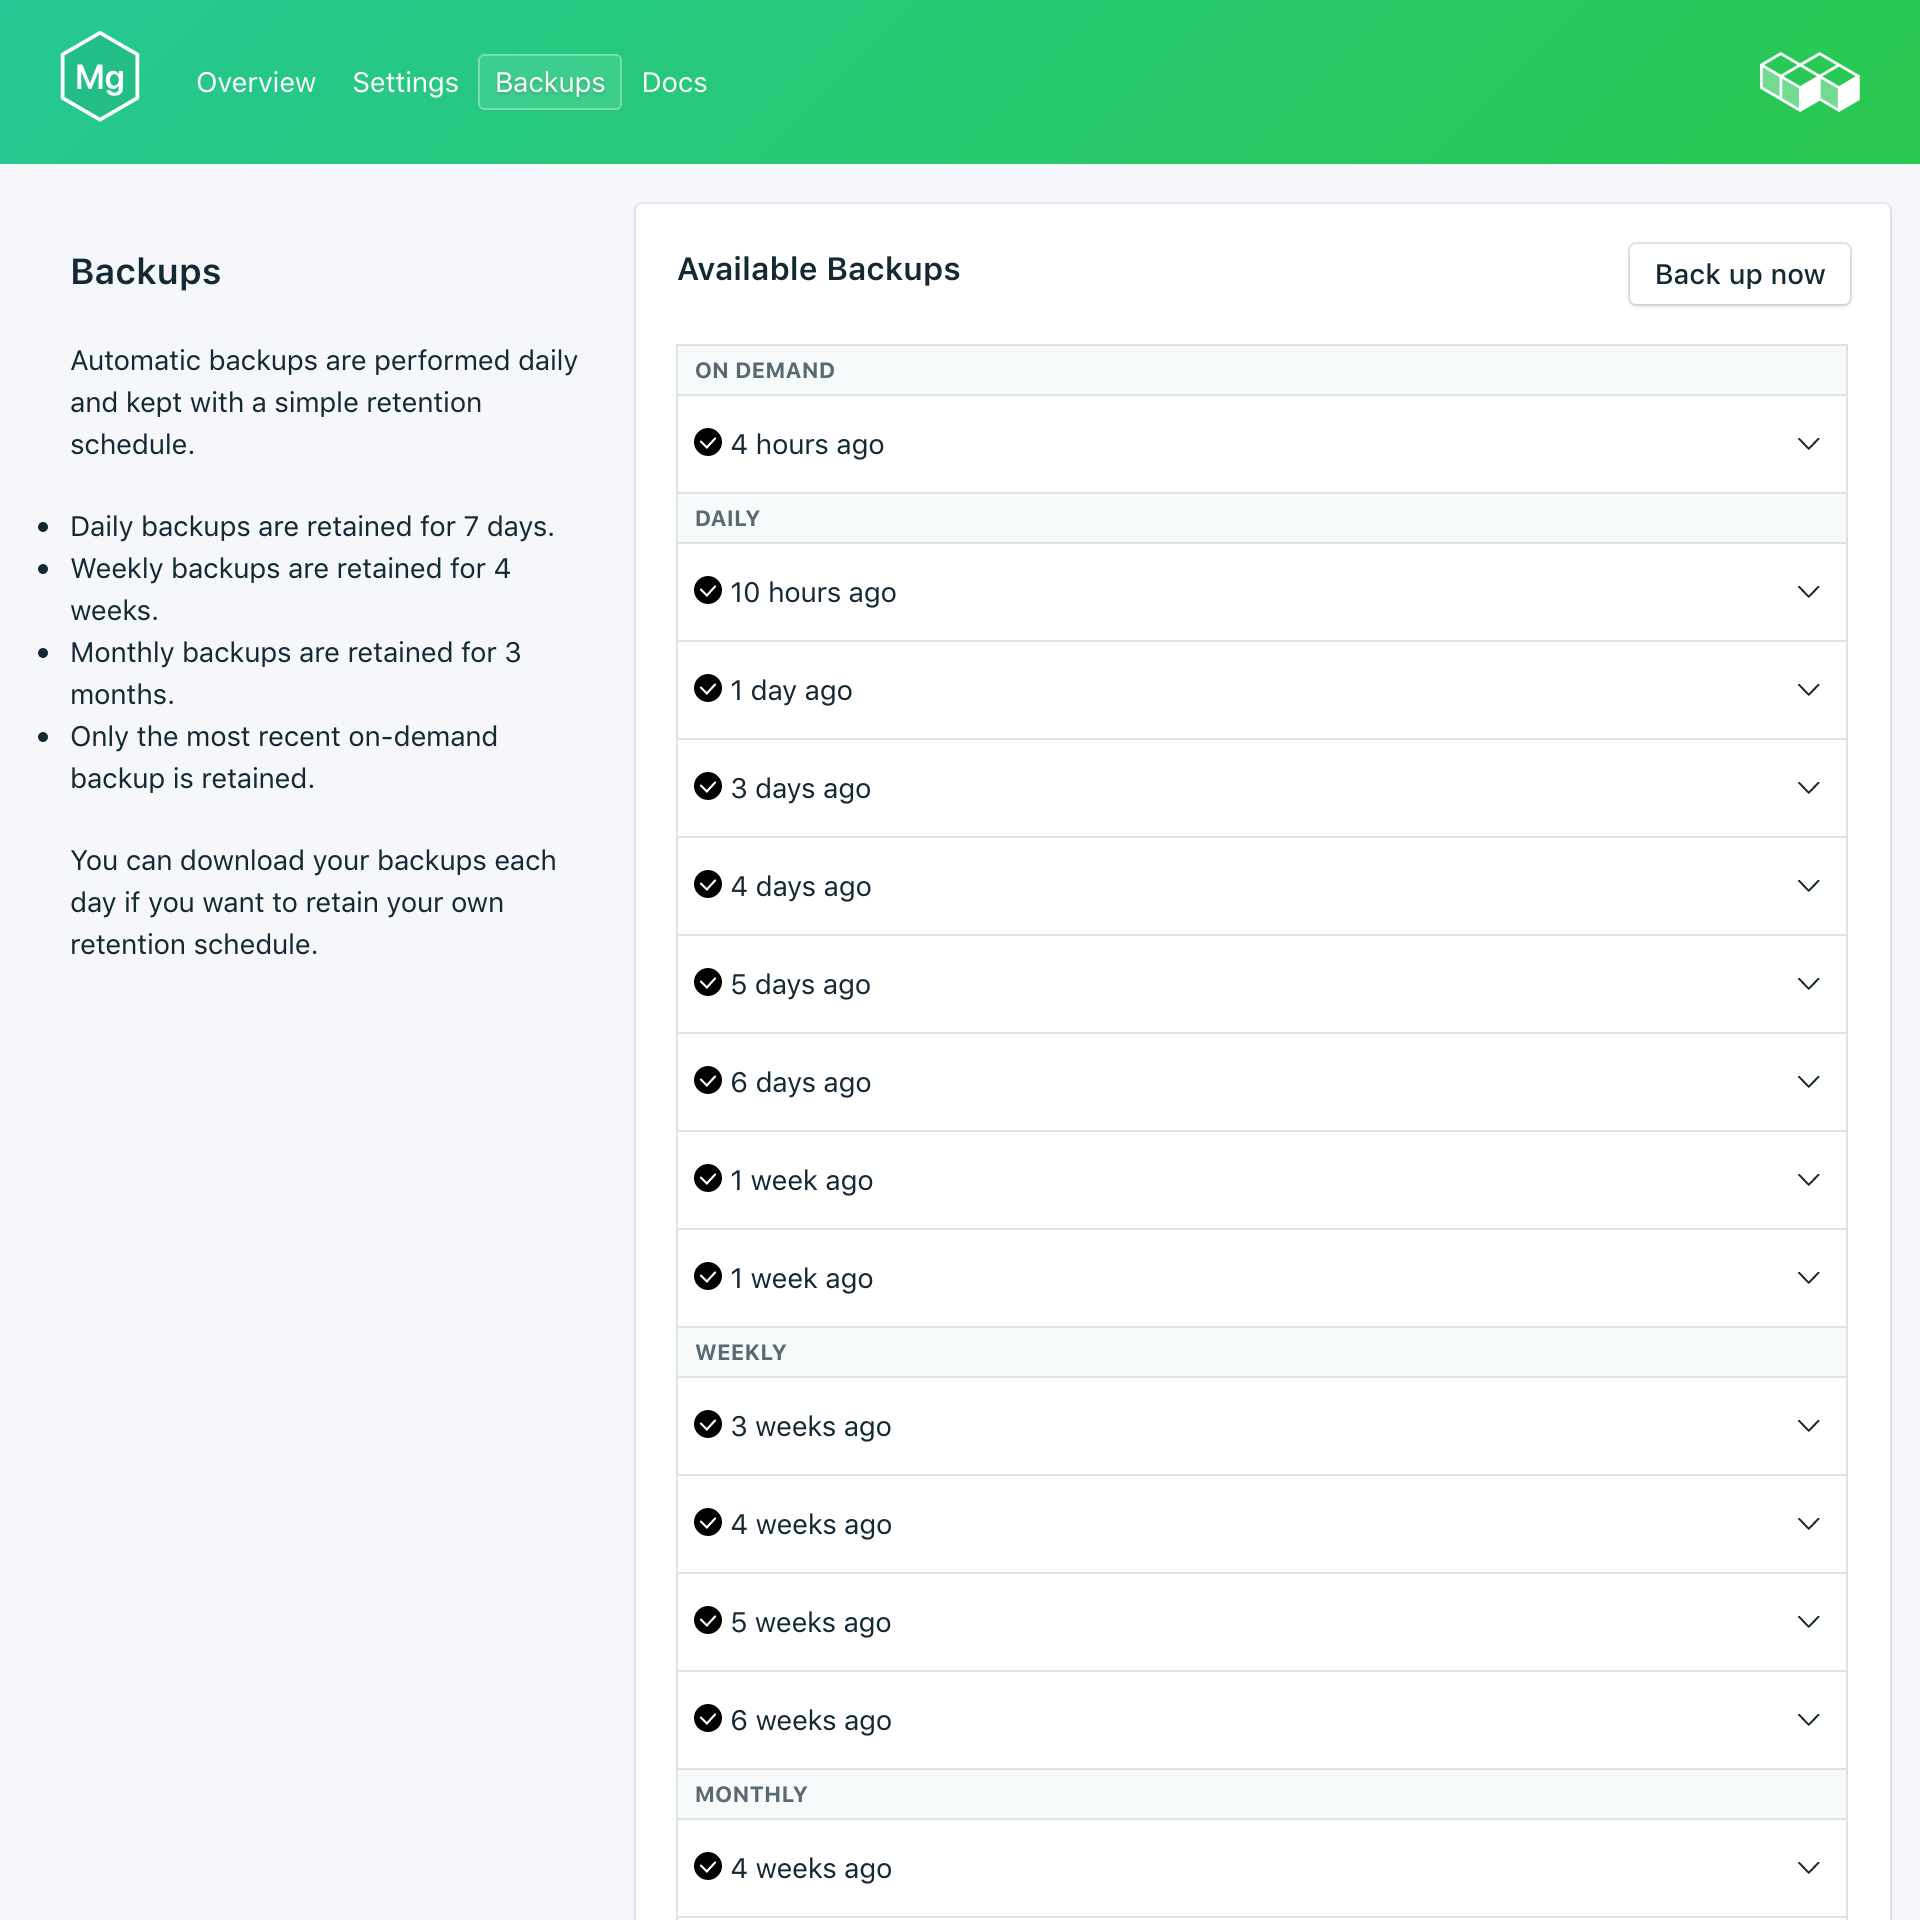 Mg
Overview
Settings
Backups
Docs
Backups
Automatic backups are performed daily
and kept with a simple retention
schedule.
Daily backups are retained for 7 days.
Weekly backups are retained for 4
weeks.
Monthly backups are retained for 3
months.
Only the most recent on-demand
backup is retained.
You can download your backups each
day if you want to retain your own
retention schedule.
Available Backups
Back up now
ON DEMAND
4 hours ago
DAILY
10 hours ago
1 day ago
3 days ago
4 days ago
5 days ago
6 days ago
1 week ago
1 week ago
WEEKLY
3 weeks ago
4 weeks ago
5 weeks ago
6 weeks ago
MONTHLY
4 weeks ago